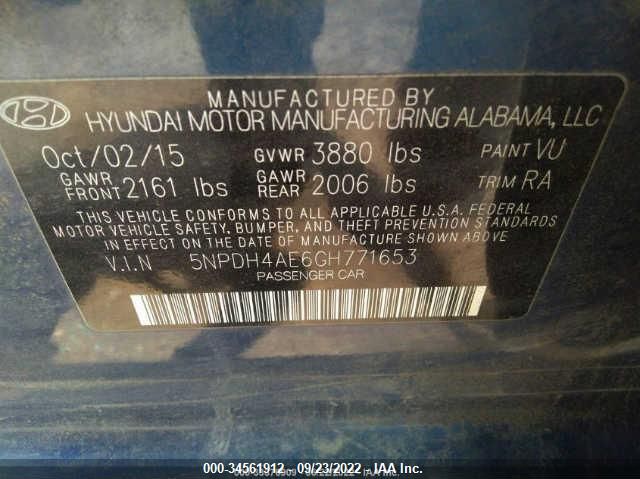 MANUFACTURED BY
HYUNDAI MOTOR MANUFACTURING ALABAMA, LLC
Oct/02/15 GVWR 3880 lbs PAINT VU
GAWR FRONT 2161 lbs GAWR REAR 2006 lbs TRIM RA
THIS VEHICLE CONFORMS TO ALL APPLICABLE U.S.A. FEDERAL
MOTOR VEHICLE SAFETY, BUMPER, AND THEFT PREVENTION STANDARDS
IN EFFECT ON THE DATE OF MANUFACTURE SHOWN ABOVE.
V.I.N 5NPDH4AE6GH771653
PASSENGER CAR
000-34561912 - 09/23/2022 - IAA Inc.